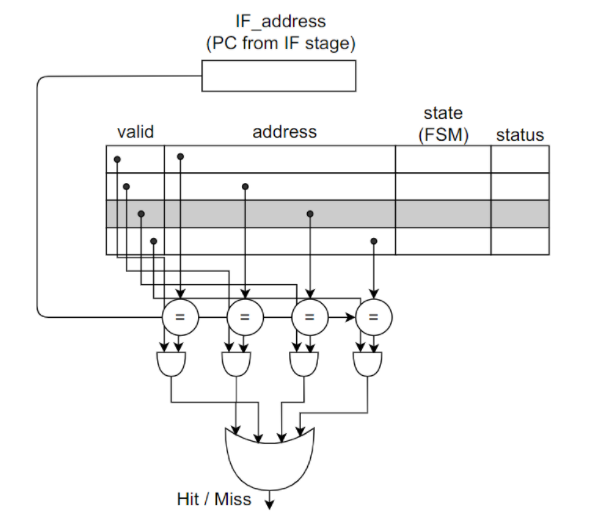 IF_address
(PC from IF stage)
valid
address
state
(FSM)
status
=
=
=
=
Hit / Miss